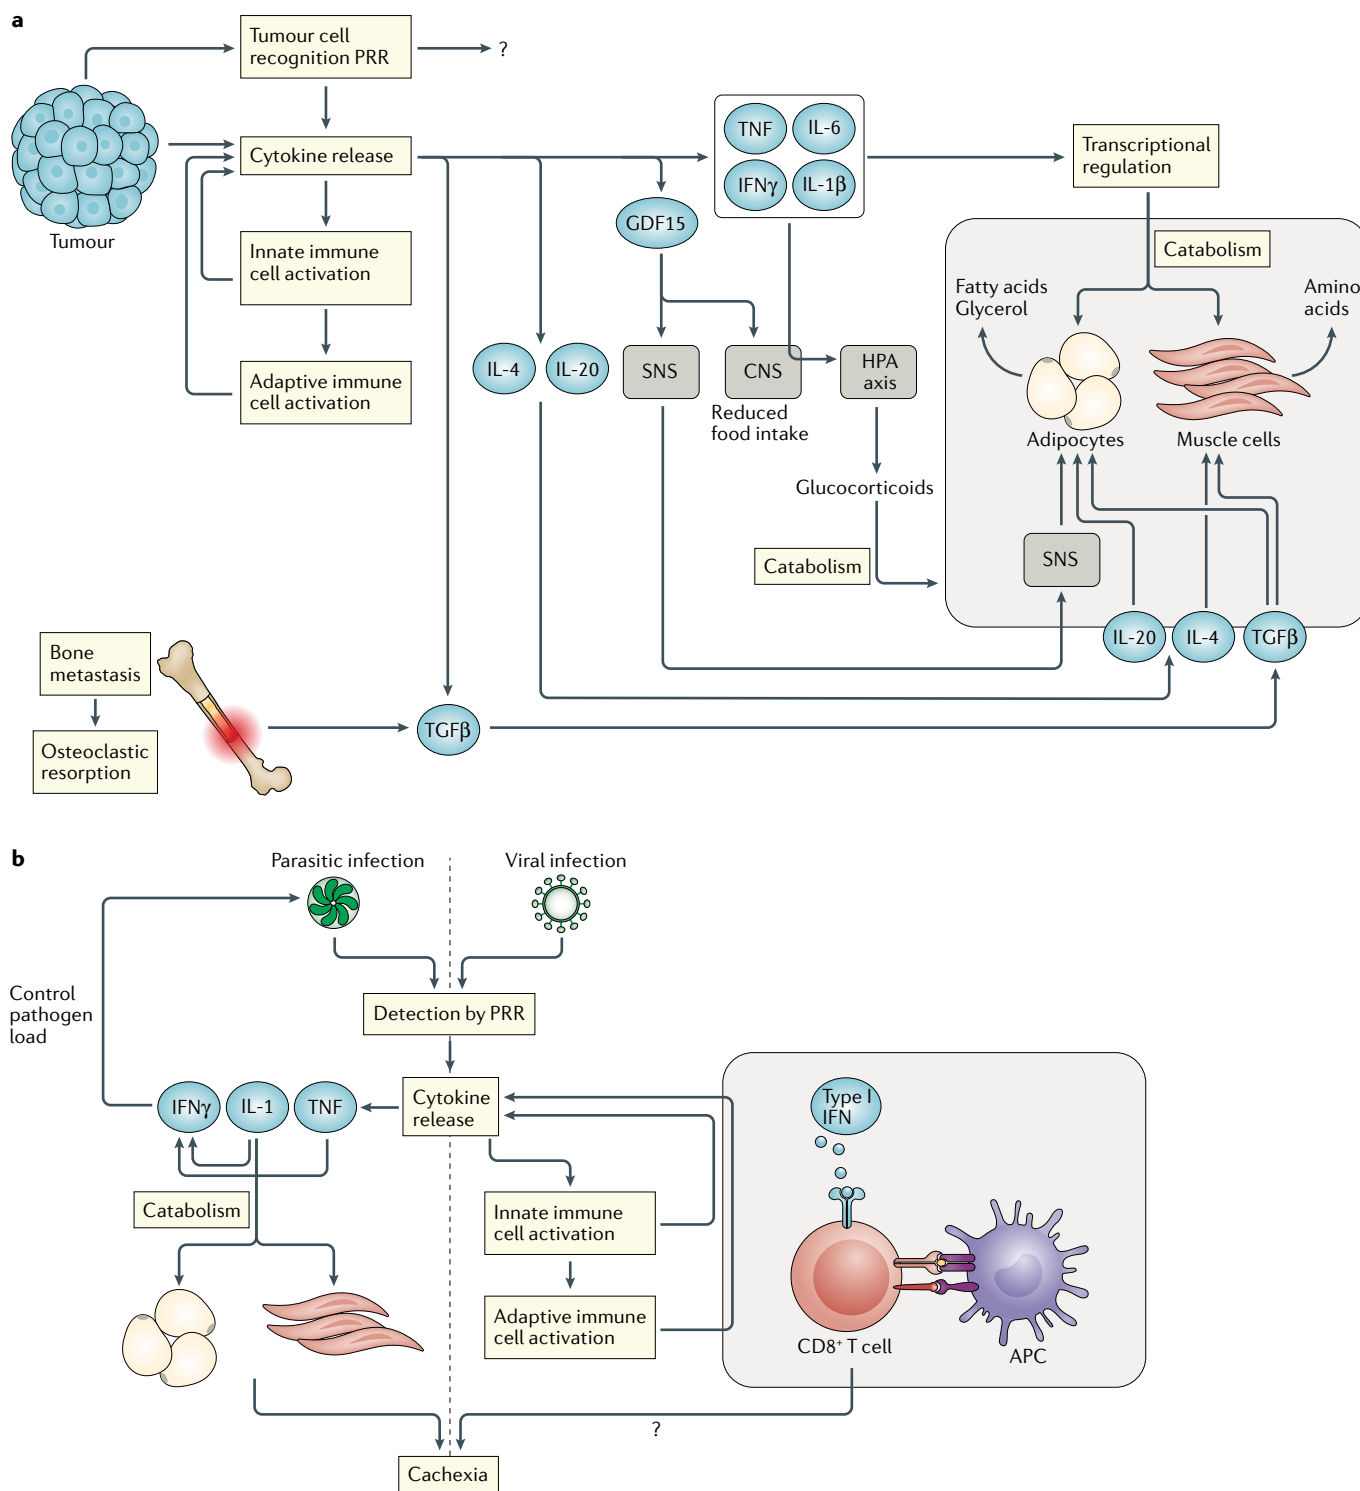 a
Tumour cell
recognition PRR
?
Tumour
Cytokine release
Innate immune
cell activation
Adaptive immune
cell activation
TNF
IL-6
IFNγ
IL-1β
GDF15
IL-4
IL-20
SNS
CNS
Reduced
food intake
HPA
axis
Glucocorticoids
Catabolism
Transcriptional
regulation
Catabolism
Fatty acids
Glycerol
Amino
acids
Adipocytes
Muscle cells
SNS
IL-20
IL-4
TGFβ
Bone
metastasis
Osteoclastic
resorption
TGFβ
b
Parasitic infection
Viral infection
Control
pathogen
load
Detection by PRR
IFNγ
IL-1
TNF
Cytokine
release
Catabolism
Innate immune
cell activation
Adaptive immune
cell activation
Type I
IFN
CD8⁺ T cell
APC
?
Cachexia